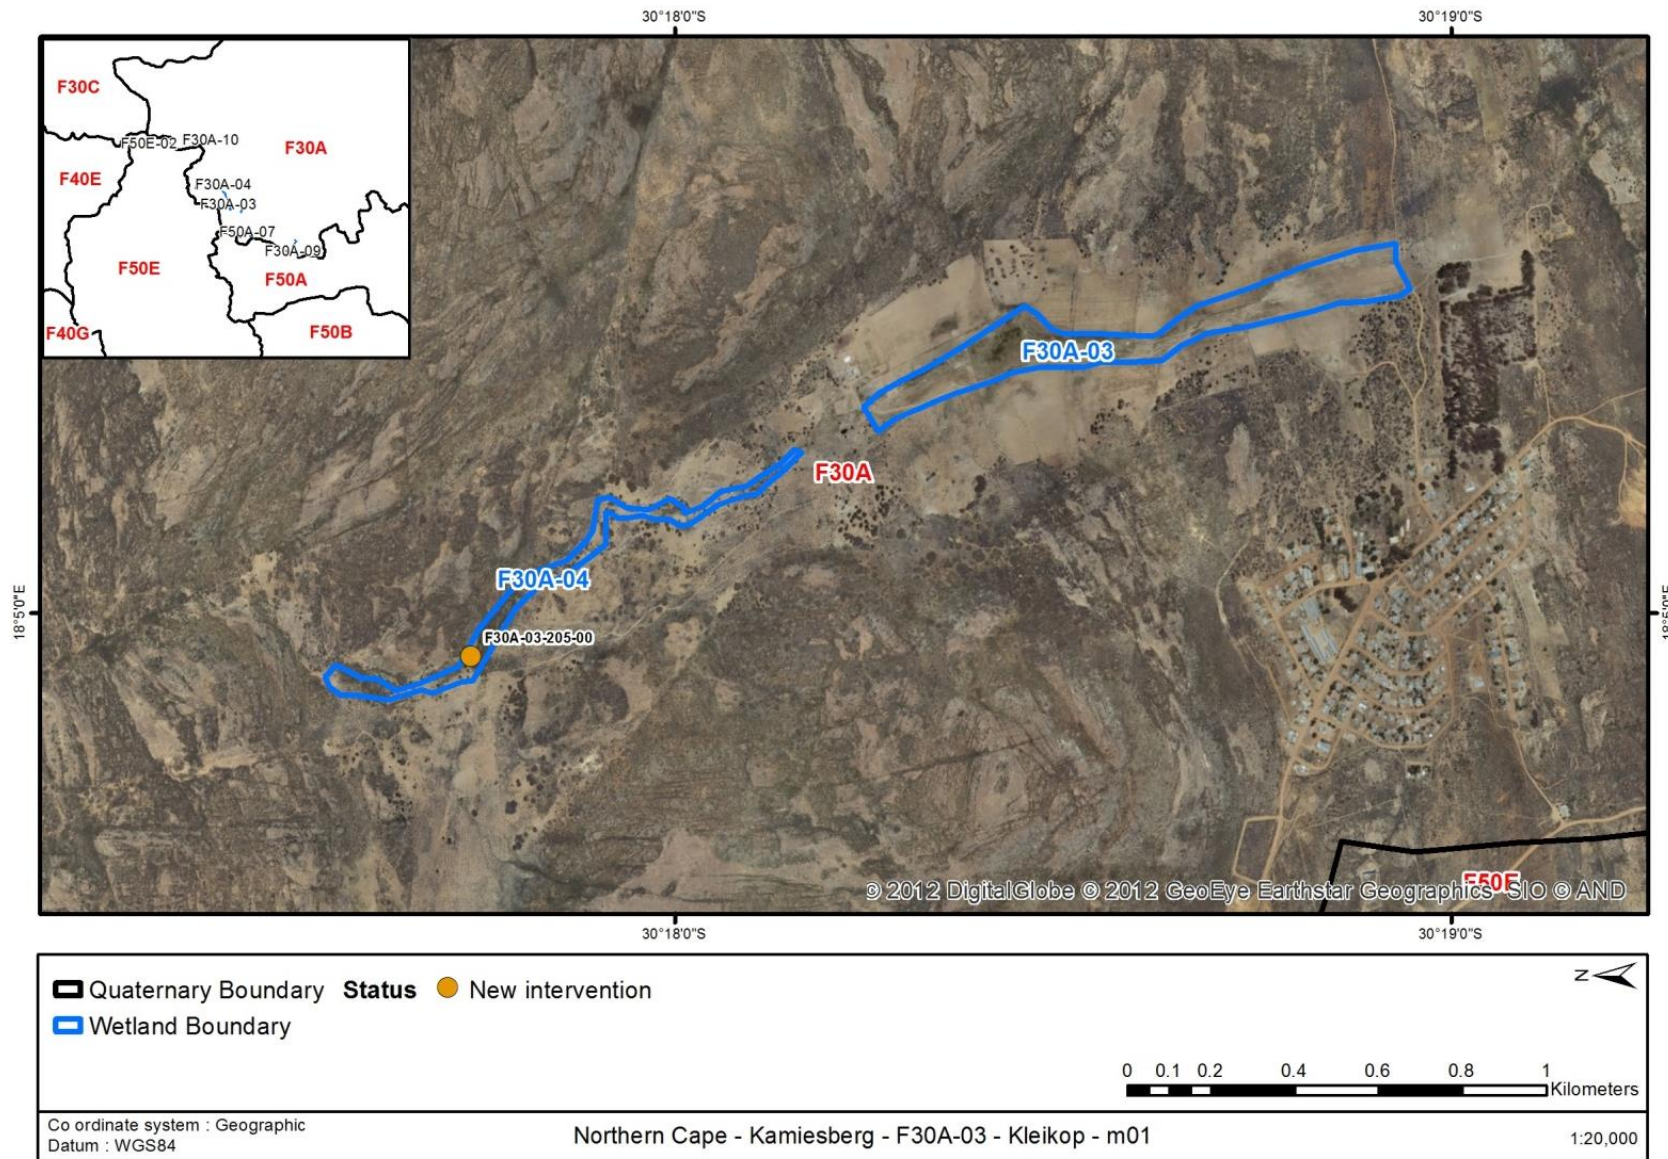 30°18'0"S
30°19'0"S
F30C
F50E-02
F30A-10
F30A
F40E
F30A-04
F30A-03
F50A-07
F30A-09
F50E
F50A
F40G
F50B
F30A-03
F30A
F30A-04
F30A-03-205-00
18°5'0"E
18°5'0"E
F50E
© 2012 DigitalGlobe © 2012 GeoEye Earthstar Geographics SIO © AND
30°18'0"S
30°19'0"S
Quaternary Boundary
Status
New intervention
Wetland Boundary
N
0 0.1 0.2 0.4 0.6 0.8 1
Kilometers
Co ordinate system : Geographic
Datum : WGS84
Northern Cape - Kamiesberg - F30A-03 - Kleikop - m01
1:20,000